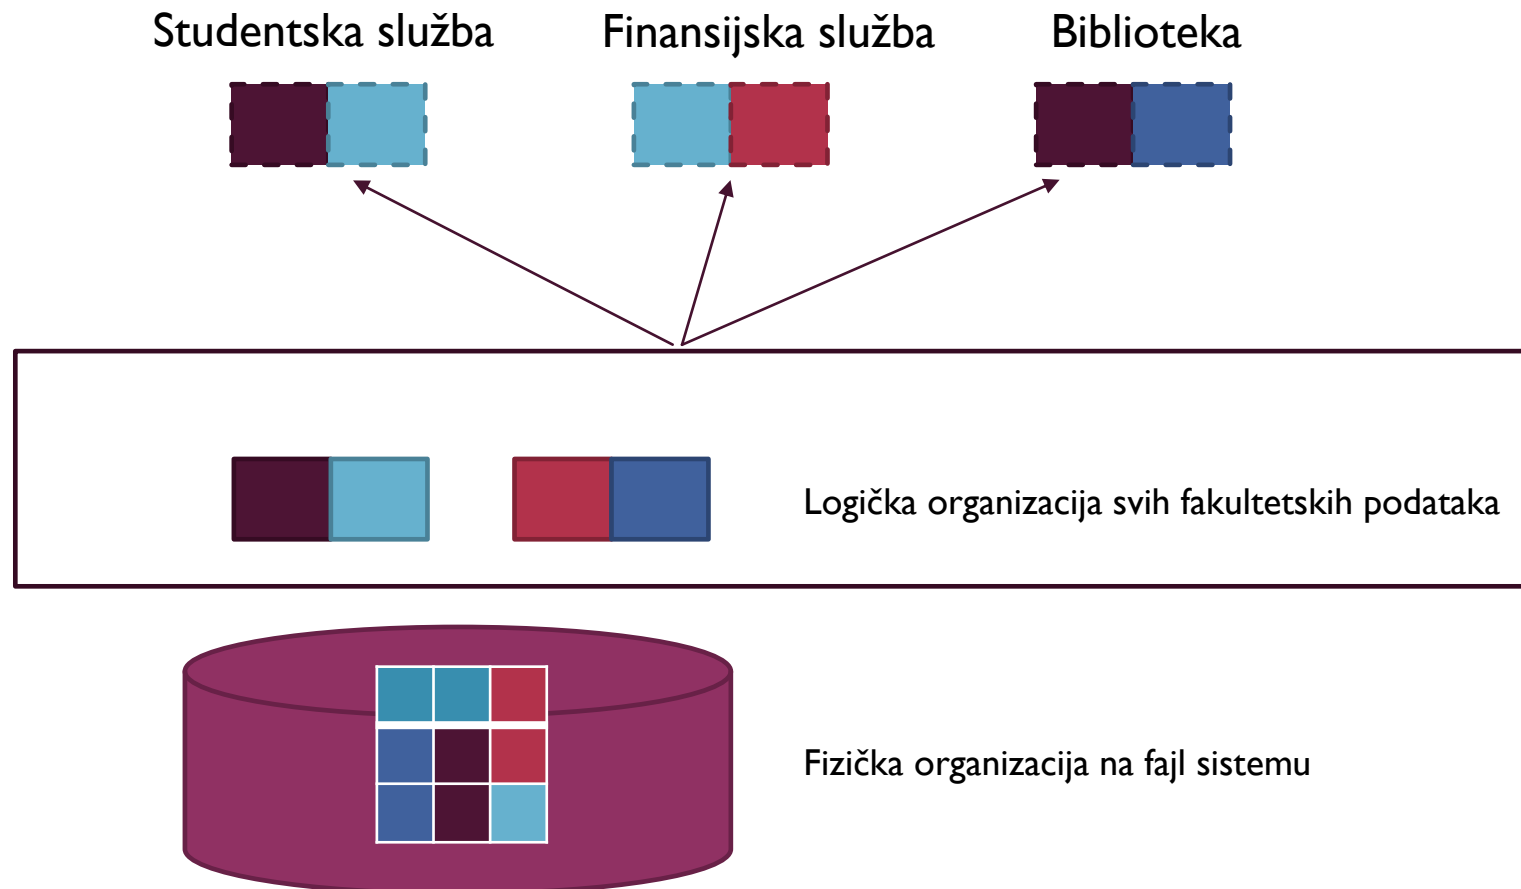 Studentska služba
Finansijska služba
Biblioteka
Logička organizacija svih fakultetskih podataka
Fizička organizacija na fajl sistemu